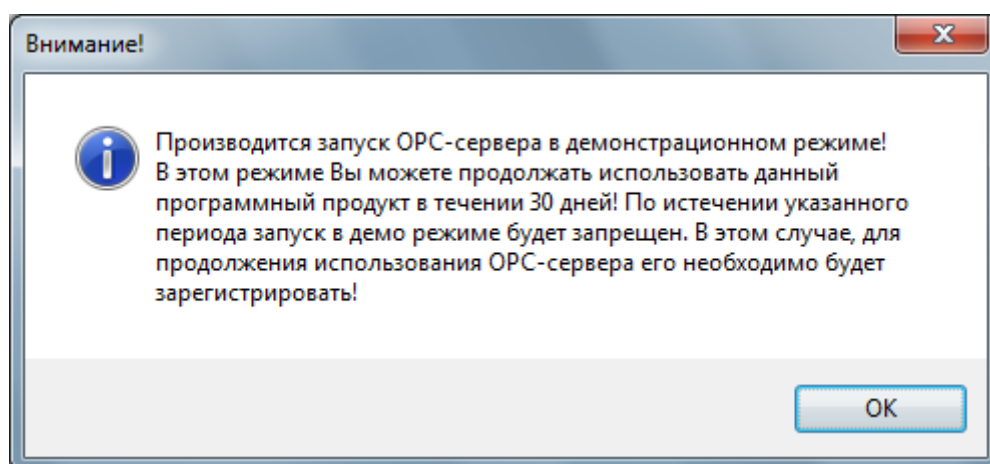 Внимание!
Производится запуск OPC-сервера в демонстрационном режиме!
В этом режиме Вы можете продолжать использовать данный
программный продукт в течении 30 дней! По истечении указанного
периода запуск в демо режиме будет запрещен. В этом случае, для
продолжения использования OPC-сервера его необходимо будет
зарегистрировать!
OK